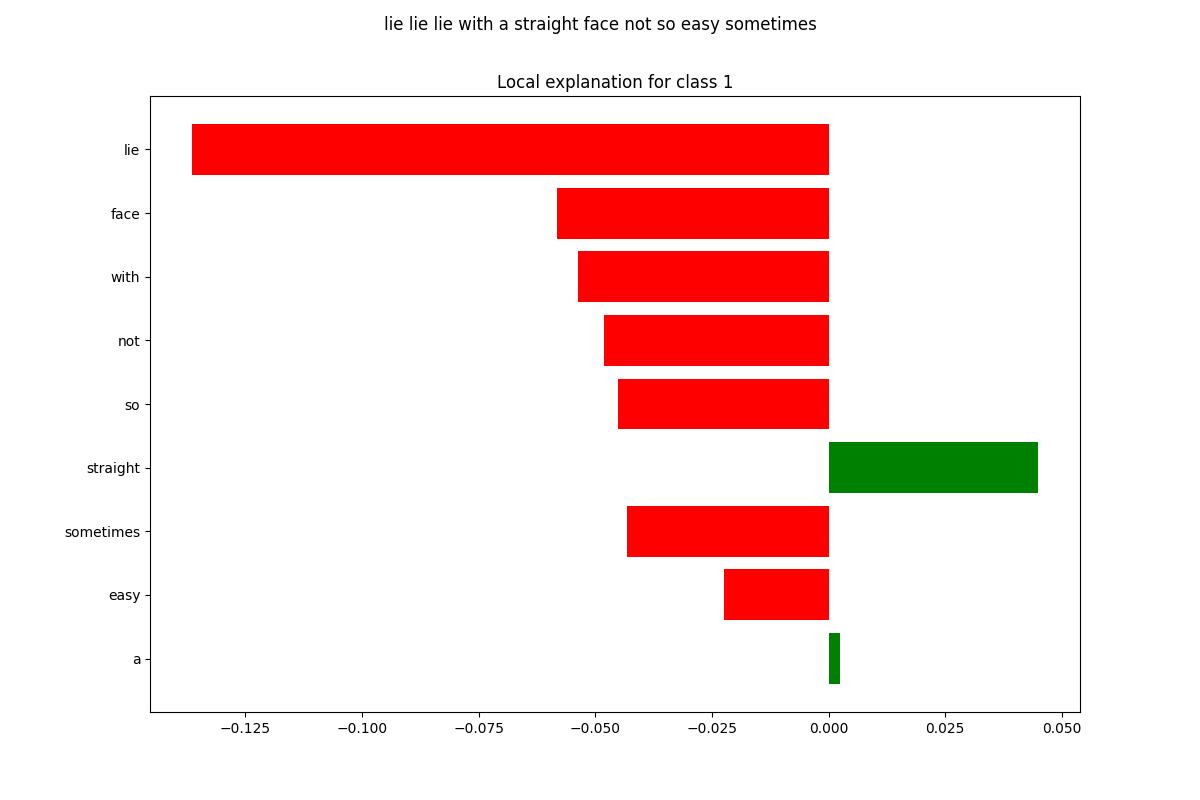 lie lie lie with a straight face not so easy sometimes
Local explanation for class 1
lie
face
with
not
so
straight
sometimes
easy
a
−0.125 −0.100 −0.075 −0.050 −0.025 0.000 0.025 0.050